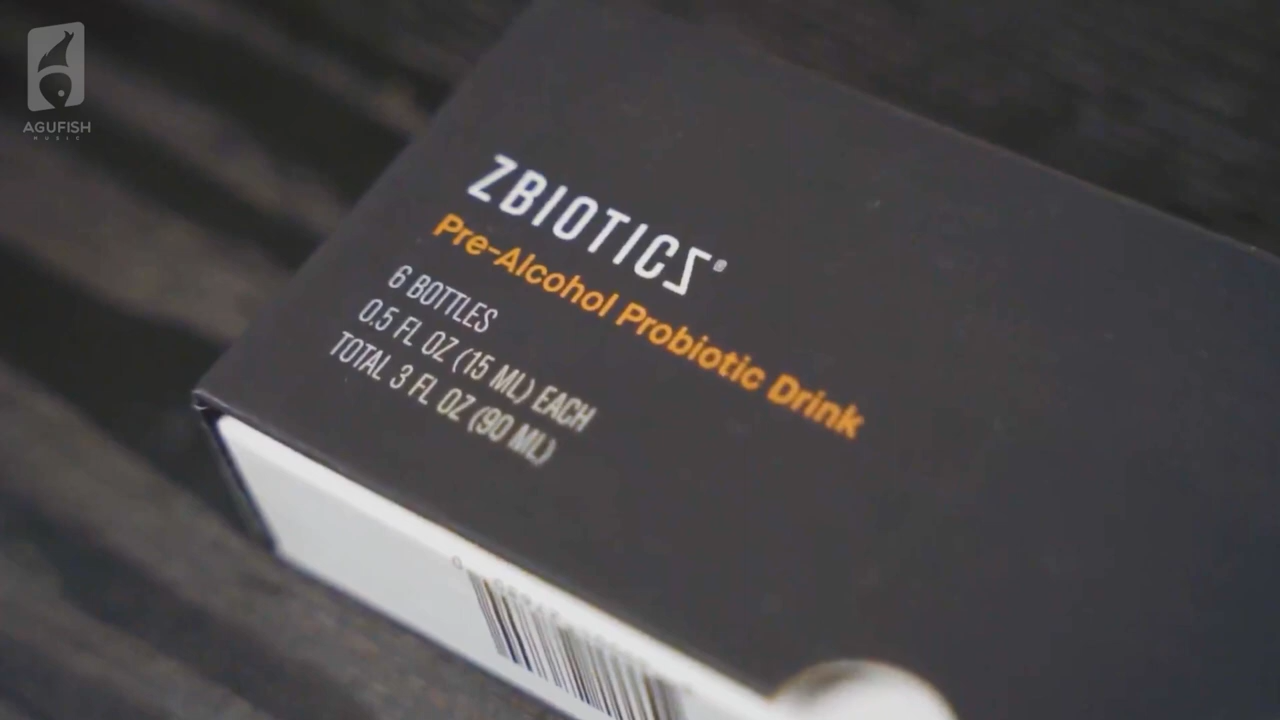 AGUFISH
MUSIC
ZBIOTICS®
Pre-Alcohol Probiotic Drink
6 BOTTLES
0.5 FL OZ (15 ML) EACH
TOTAL 3 FL OZ (90 ML)